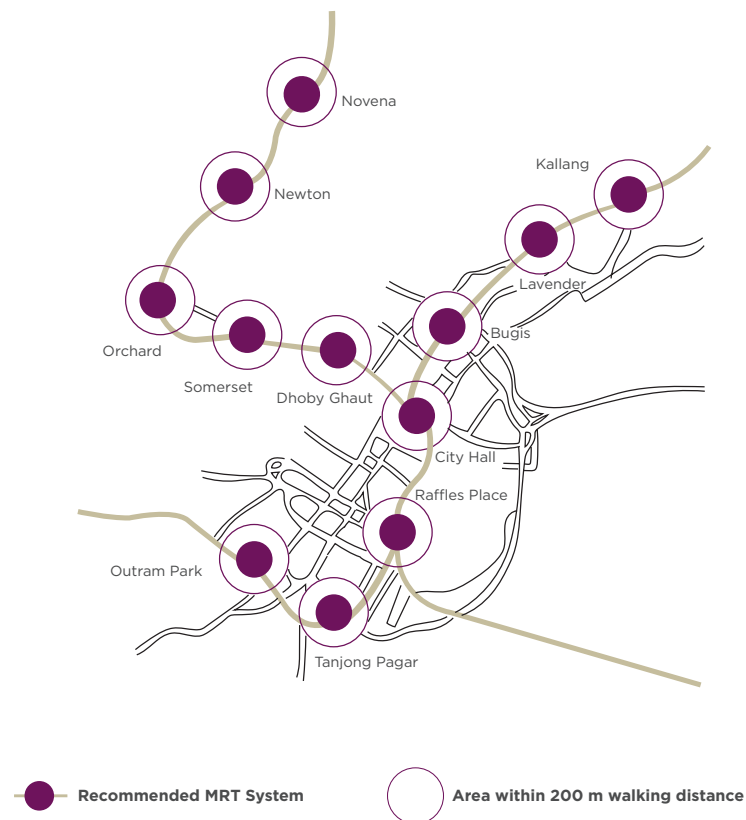 Novena
Kallang
Newton
Lavender
Bugis
Orchard
Somerset
Dhoby Ghaut
City Hall
Raffles Place
Outram Park
Tanjong Pagar
Recommended MRT System
Area within 200 m walking distance